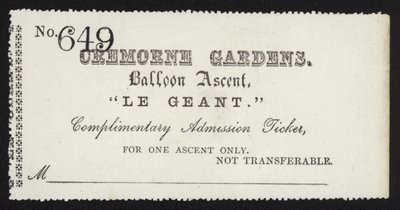 No. 649
CREMORNE GARDENS.
Balloon Ascent,
"LE GEANT."
Complimentary Admission Ticket,
FOR ONE ASCENT ONLY.
NOT TRANSFERABLE.
M